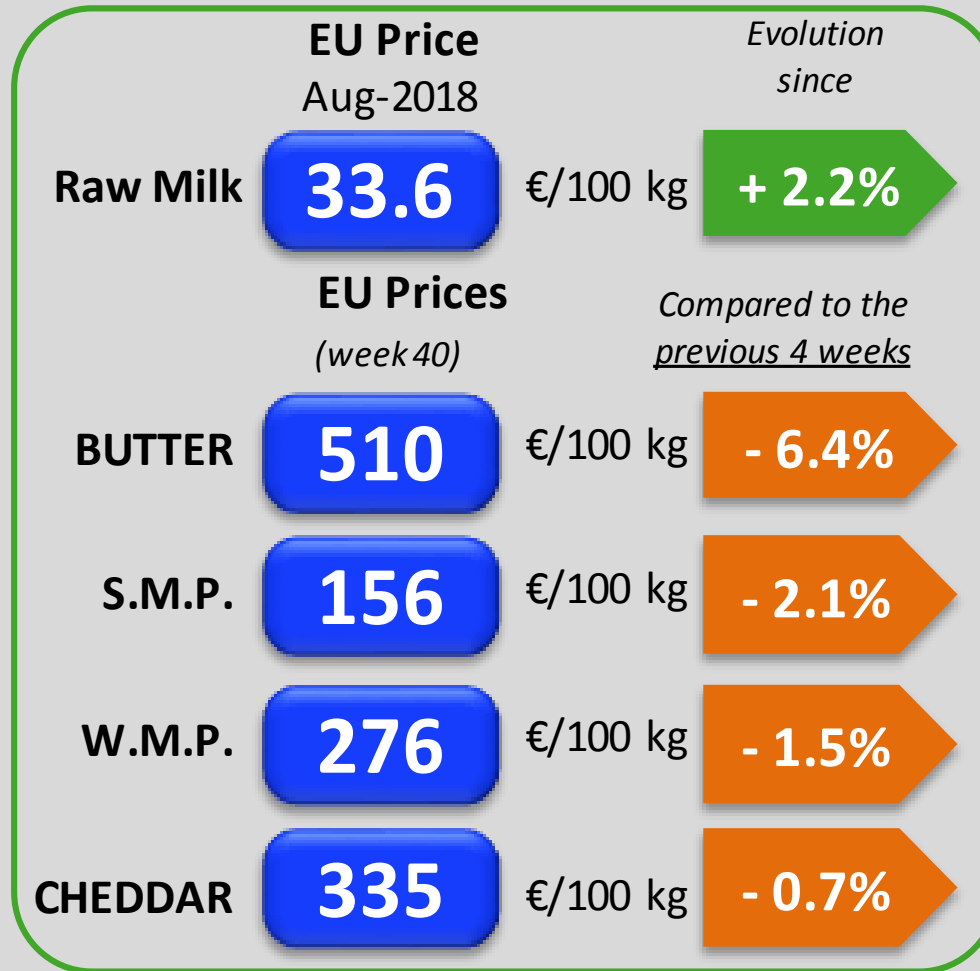 EU Price
Aug-2018
Evolution
since
Raw Milk 33.6 €/100 kg + 2.2%
EU Prices
(week 40)
Compared to the
previous 4 weeks
BUTTER 510 €/100 kg - 6.4%
S.M.P. 156 €/100 kg - 2.1%
W.M.P. 276 €/100 kg - 1.5%
CHEDDAR 335 €/100 kg - 0.7%